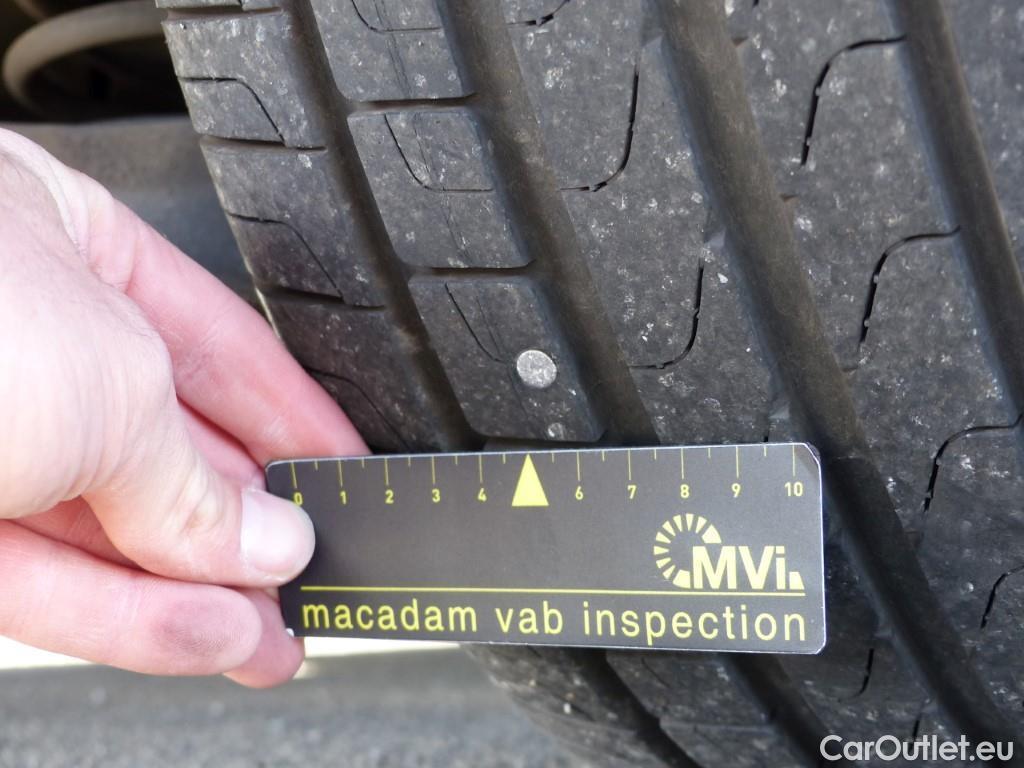 0 1 2 3 4 6 7 8 9 10
MVi
macadam vab inspection
CarOutlet.eu